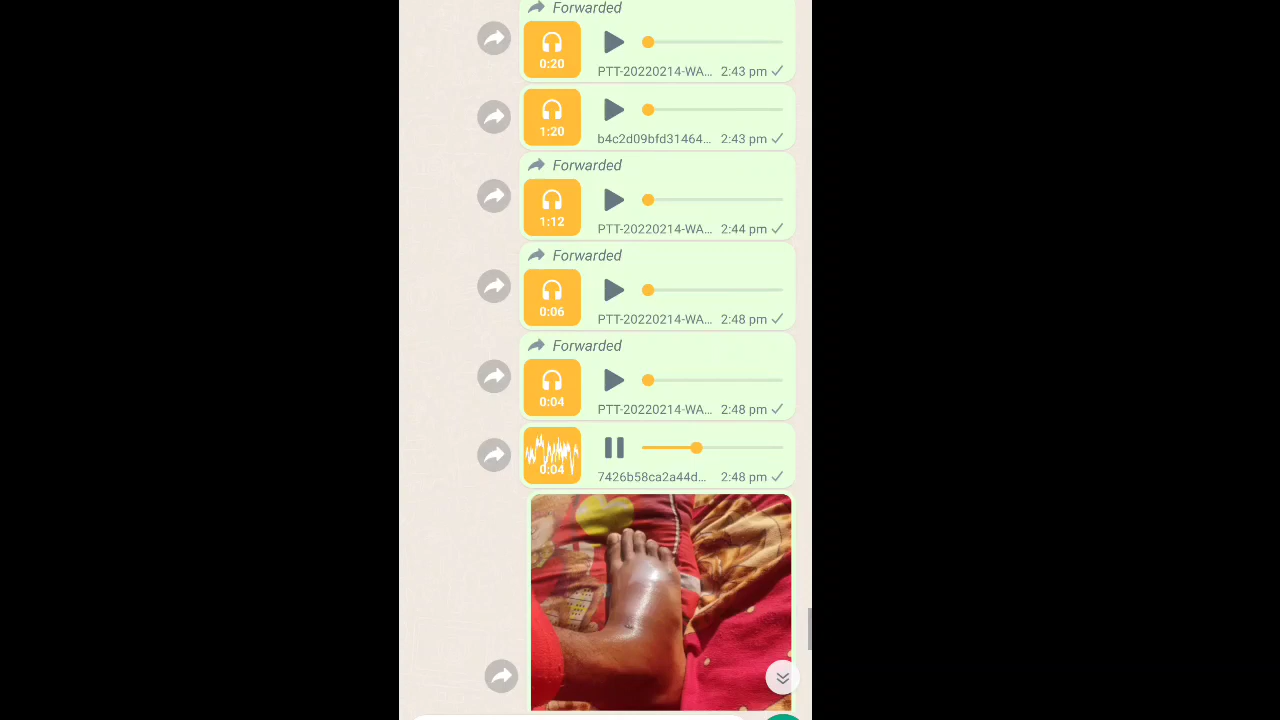 Forwarded
0:20
PTT-20220214-WA... 2:43 pm
1:20
b4c2d09bfd31464... 2:43 pm
Forwarded
1:12
PTT-20220214-WA... 2:44 pm
Forwarded
0:06
PTT-20220214-WA... 2:48 pm
Forwarded
0:04
PTT-20220214-WA... 2:48 pm
0:04
7426b58ca2a44d... 2:48 pm